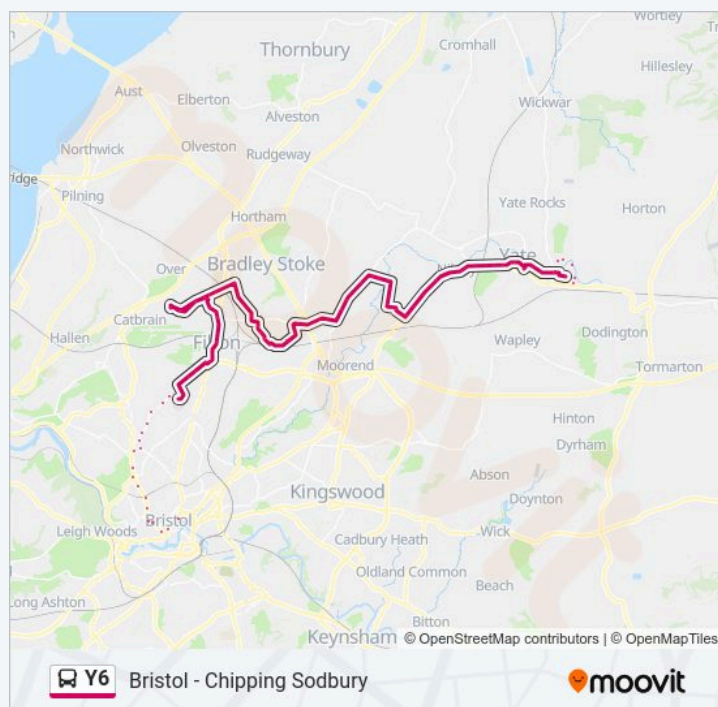 Thornbury
Cromhall
Wortley
Hillesley
Aust
Elberton
Alveston
Wickwar
Northwick
Olveston
Rudgeway
ridge
Pilning
Yate Rocks
Horton
Hortham
Bradley Stoke
Over
Yate
Catbrain
Hallen
Filton
Wapley
Dodington
Moorend
Tormarton
Hinton
Dyrham
Kingswood
Abson
Doynton
Bristol
Leigh Woods
Cadbury Heath
Wick
Oldland Common
Beach
Long Ashton
Bitton
Keynsham
© OpenStreetMap contributors | © OpenMapTiles
Y6 Bristol - Chipping Sodbury
moovit